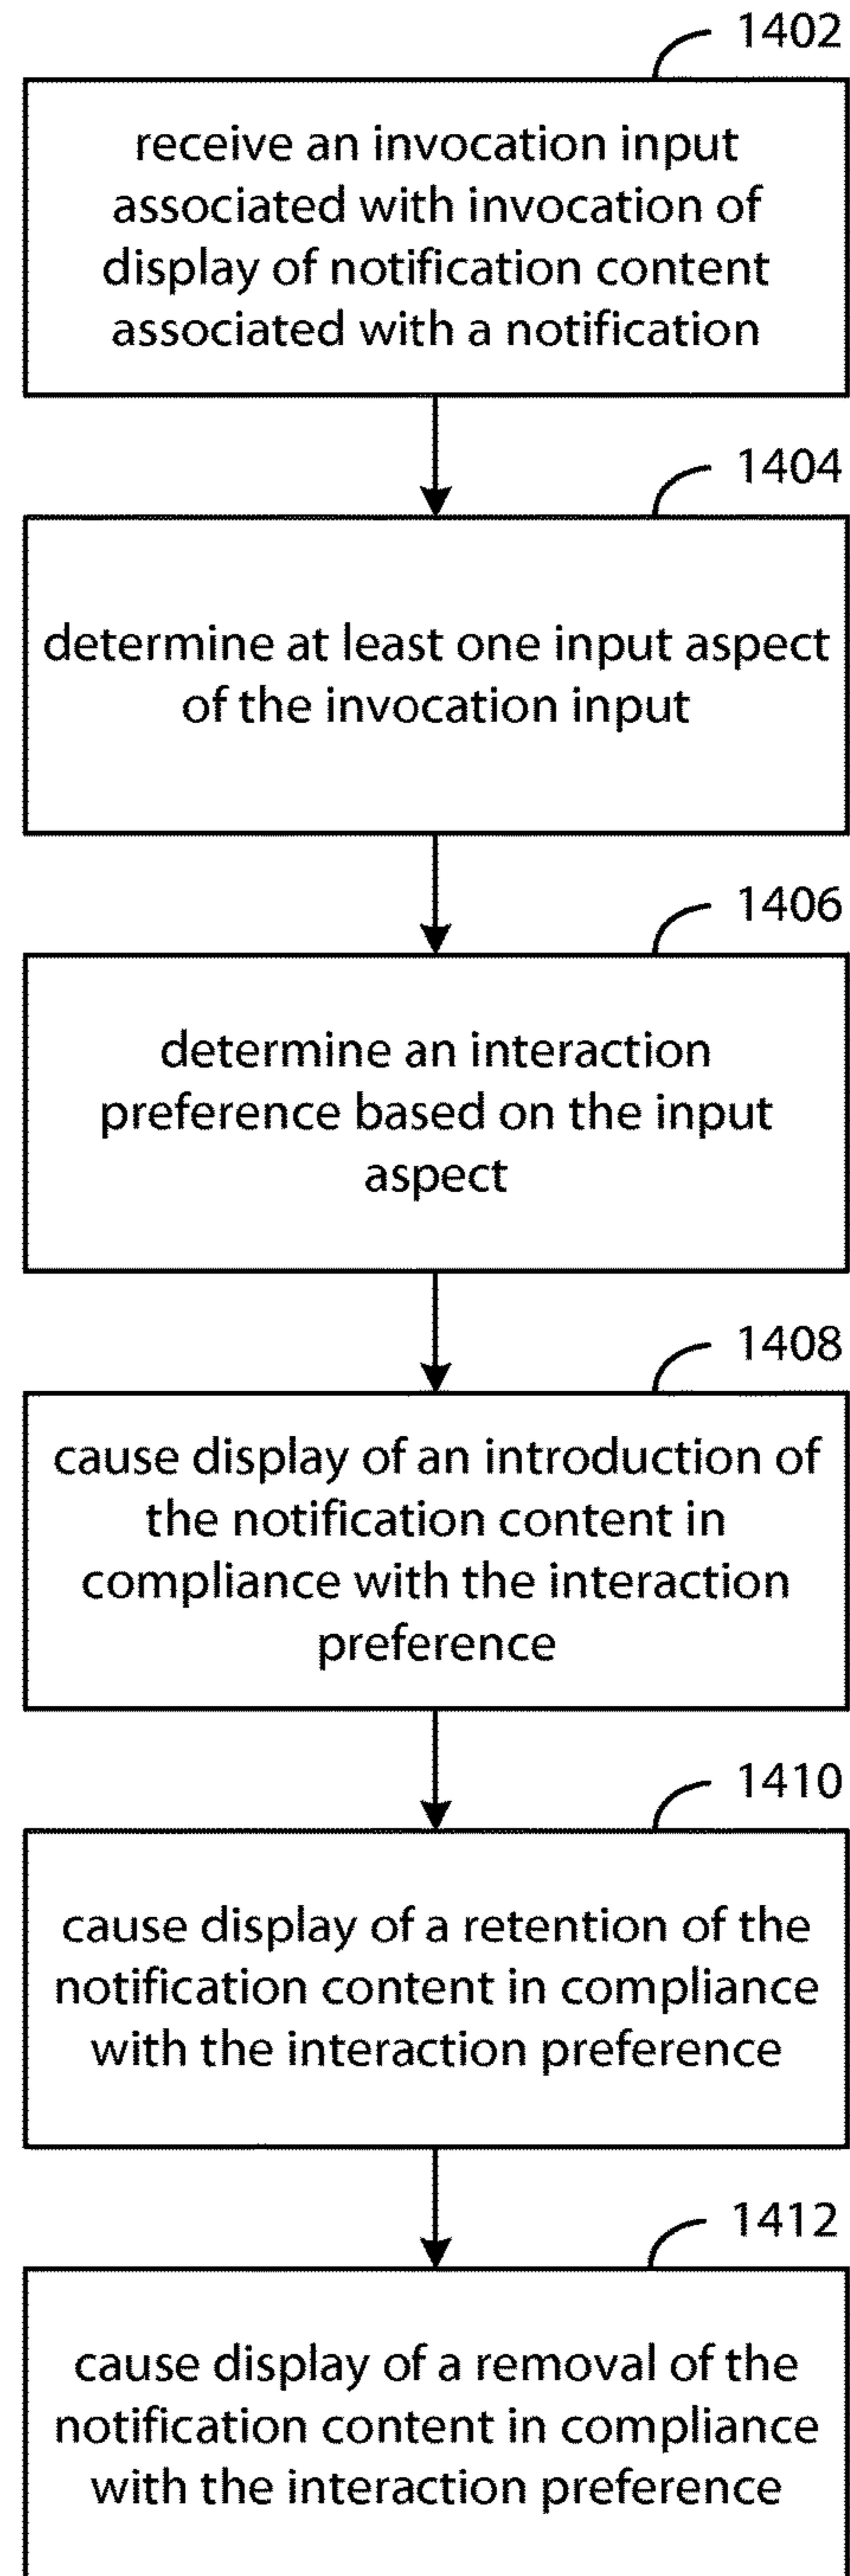 1402
receive an invocation input
associated with invocation of
display of notification content
associated with a notification
1404
determine at least one input aspect
of the invocation input
1406
determine an interaction
preference based on the input
aspect
1408
cause display of an introduction of
the notification content in
compliance with the interaction
preference
1410
cause display of a retention of the
notification content in compliance
with the interaction preference
1412
cause display of a removal of the
notification content in compliance
with the interaction preference